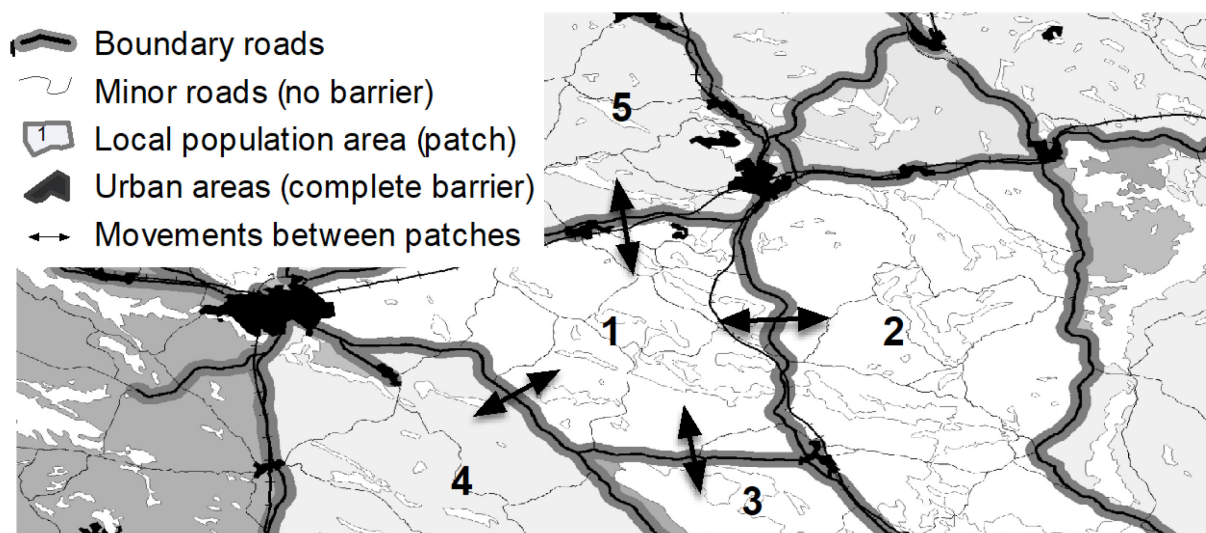 Boundary roads
Minor roads (no barrier)
1
Local population area (patch)
Urban areas (complete barrier)
Movements between patches
5
1
2
4
3